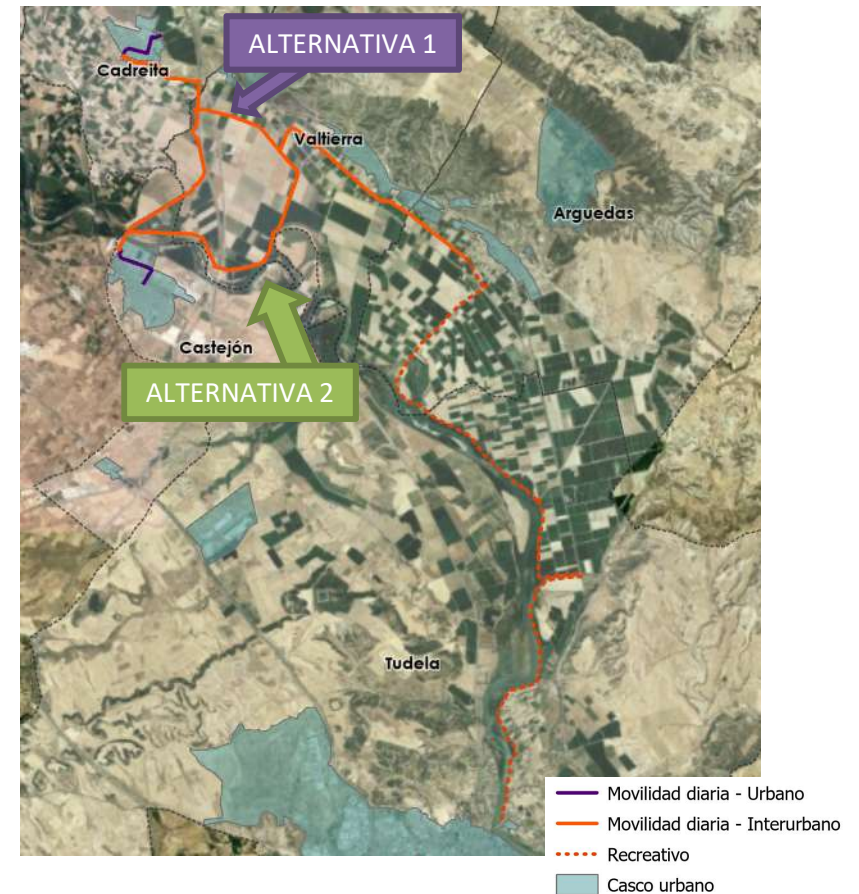 ALTERNATIVA 1
Cadreita
Valtierra
Arguedas
Castejón
ALTERNATIVA 2
Tudela
Movilidad diaria - Urbano
Movilidad diaria - Interurbano
Recreativo
Casco urbano